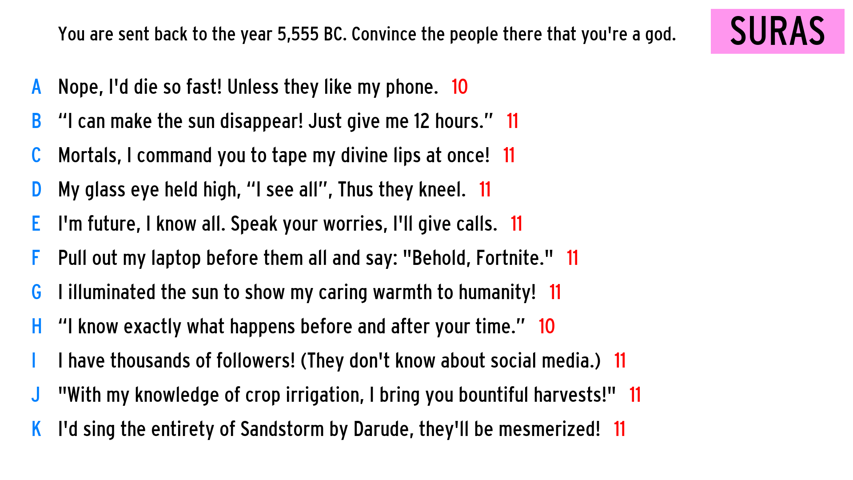 You are sent back to the year 5,555 BC. Convince the people there that you're a god.
SURAS
A Nope, I'd die so fast! Unless they like my phone. 10
B “I can make the sun disappear! Just give me 12 hours.” 11
C Mortals, I command you to tape my divine lips at once! 11
D My glass eye held high, “I see all”, Thus they kneel. 11
E I'm future, I know all. Speak your worries, I'll give calls. 11
F Pull out my laptop before them all and say: "Behold, Fortnite." 11
G I illuminated the sun to show my caring warmth to humanity! 11
H “I know exactly what happens before and after your time.” 10
I I have thousands of followers! (They don't know about social media.) 11
J "With my knowledge of crop irrigation, I bring you bountiful harvests!" 11
K I'd sing the entirety of Sandstorm by Darude, they'll be mesmerized! 11